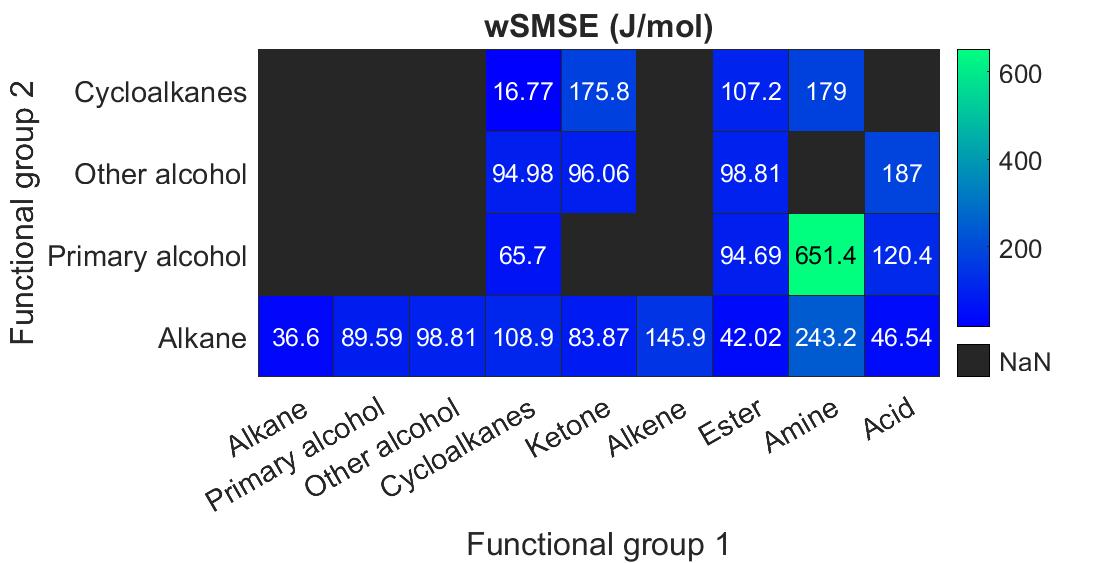 wSMSE (J/mol)
Functional group 2
Cycloalkanes 16.77 175.8 107.2 179
Other alcohol 94.98 96.06 98.81 187
Primary alcohol 65.7 94.69 651.4 120.4
Alkane 36.6 89.59 98.81 108.9 83.87 145.9 42.02 243.2 46.54
600
400
200
NaN
Alkane
Primary alcohol
Other alcohol
Cycloalkanes
Ketone
Alkene
Ester
Amine
Acid
Functional group 1